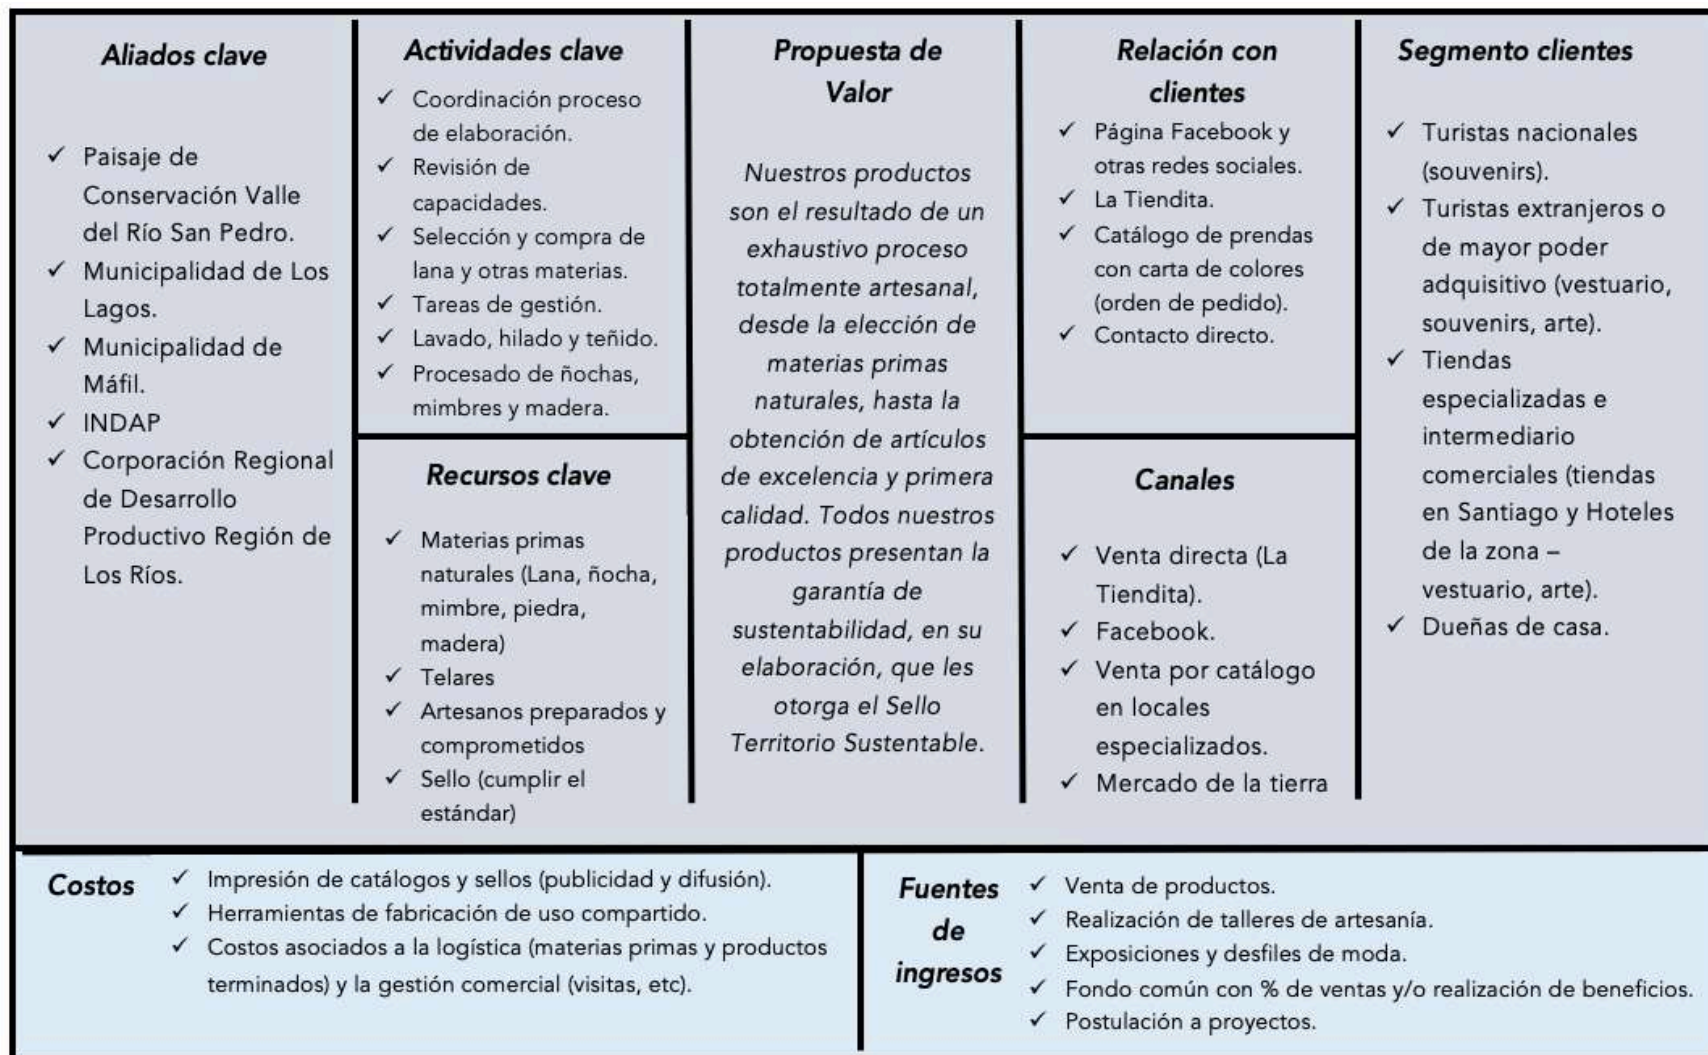 Aliados clave
✓ Paisaje de
Conservación Valle
del Río San Pedro.
✓ Municipalidad de Los
Lagos.
✓ Municipalidad de
Máfil.
✓ INDAP
✓ Corporación Regional
de Desarrollo
Productivo Región de
Los Ríos.
Actividades clave
✓ Coordinación proceso
de elaboración.
✓ Revisión de
capacidades.
✓ Selección y compra de
lana y otras materias.
✓ Tareas de gestión.
✓ Lavado, hilado y teñido.
✓ Procesado de ñochas,
mimbres y madera.
Recursos clave
✓ Materias primas
naturales (Lana, ñocha,
mimbre, piedra,
madera)
✓ Telares
✓ Artesanos preparados y
comprometidos
✓ Sello (cumplir el
estándar)
Propuesta de
Valor
Nuestros productos
son el resultado de un
exhaustivo proceso
totalmente artesanal,
desde la elección de
materias primas
naturales, hasta la
obtención de artículos
de excelencia y primera
calidad. Todos nuestros
productos presentan la
garantía de
sustentabilidad, en su
elaboración, que les
otorga el Sello
Territorio Sustentable.
Relación con
clientes
✓ Página Facebook y
otras redes sociales.
✓ La Tiendita.
✓ Catálogo de prendas
con carta de colores
(orden de pedido).
✓ Contacto directo.
Canales
✓ Venta directa (La
Tiendita).
✓ Facebook.
✓ Venta por catálogo
en locales
especializados.
✓ Mercado de la tierra
Segmento clientes
✓ Turistas nacionales
(souvenirs).
✓ Turistas extranjeros o
de mayor poder
adquisitivo (vestuario,
souvenirs, arte).
✓ Tiendas
especializadas e
intermediario
comerciales (tiendas
en Santiago y Hoteles
de la zona –
vestuario, arte).
✓ Dueñas de casa.
Costos
✓ Impresión de catálogos y sellos (publicidad y difusión).
✓ Herramientas de fabricación de uso compartido.
✓ Costos asociados a la logística (materias primas y productos
terminados) y la gestión comercial (visitas, etc).
Fuentes
de
ingresos
✓ Venta de productos.
✓ Realización de talleres de artesanía.
✓ Exposiciones y desfiles de moda.
✓ Fondo común con % de ventas y/o realización de beneficios.
✓ Postulación a proyectos.